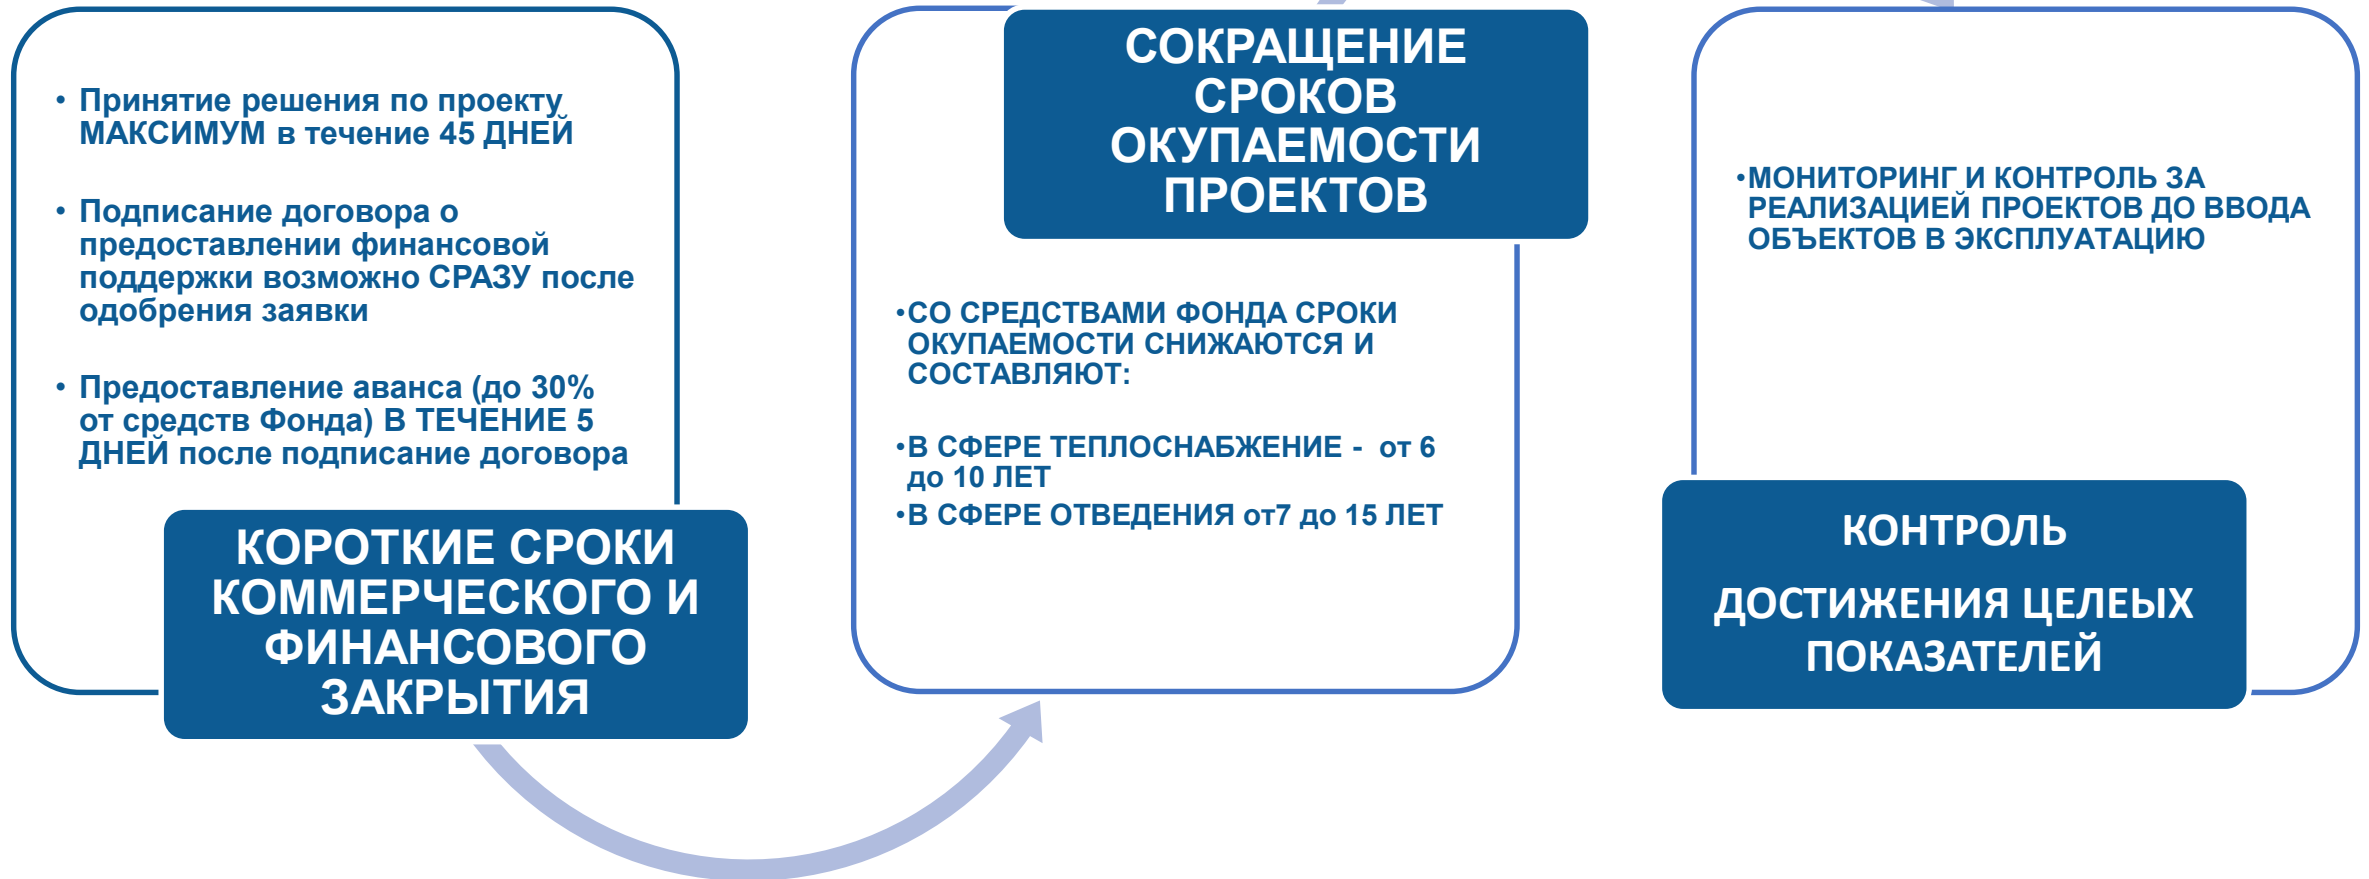 • Принятие решения по проекту
МАКСИМУМ в течение 45 ДНЕЙ
• Подписание договора о
предоставлении финансовой
поддержки возможно СРАЗУ после
одобрения заявки
• Предоставление аванса (до 30%
от средств Фонда) В ТЕЧЕНИЕ 5
ДНЕЙ после подписание договора
КОРОТКИЕ СРОКИ
КОММЕРЧЕСКОГО И
ФИНАНСОВОГО
ЗАКРЫТИЯ
СОКРАЩЕНИЕ
СРОКОВ
ОКУПАЕМОСТИ
ПРОЕКТОВ
•СО СРЕДСТВАМИ ФОНДА СРОКИ
ОКУПАЕМОСТИ СНИЖАЮТСЯ И
СОСТАВЛЯЮТ:
•В СФЕРЕ ТЕПЛОСНАБЖЕНИЕ - от 6
до 10 ЛЕТ
•В СФЕРЕ ОТВЕДЕНИЯ от7 до 15 ЛЕТ
•МОНИТОРИНГ И КОНТРОЛЬ ЗА
РЕАЛИЗАЦИЕЙ ПРОЕКТОВ ДО ВВОДА
ОБЪЕКТОВ В ЭКСПЛУАТАЦИЮ
КОНТРОЛЬ
ДОСТИЖЕНИЯ ЦЕЛЕЫХ
ПОКАЗАТЕЛЕЙ